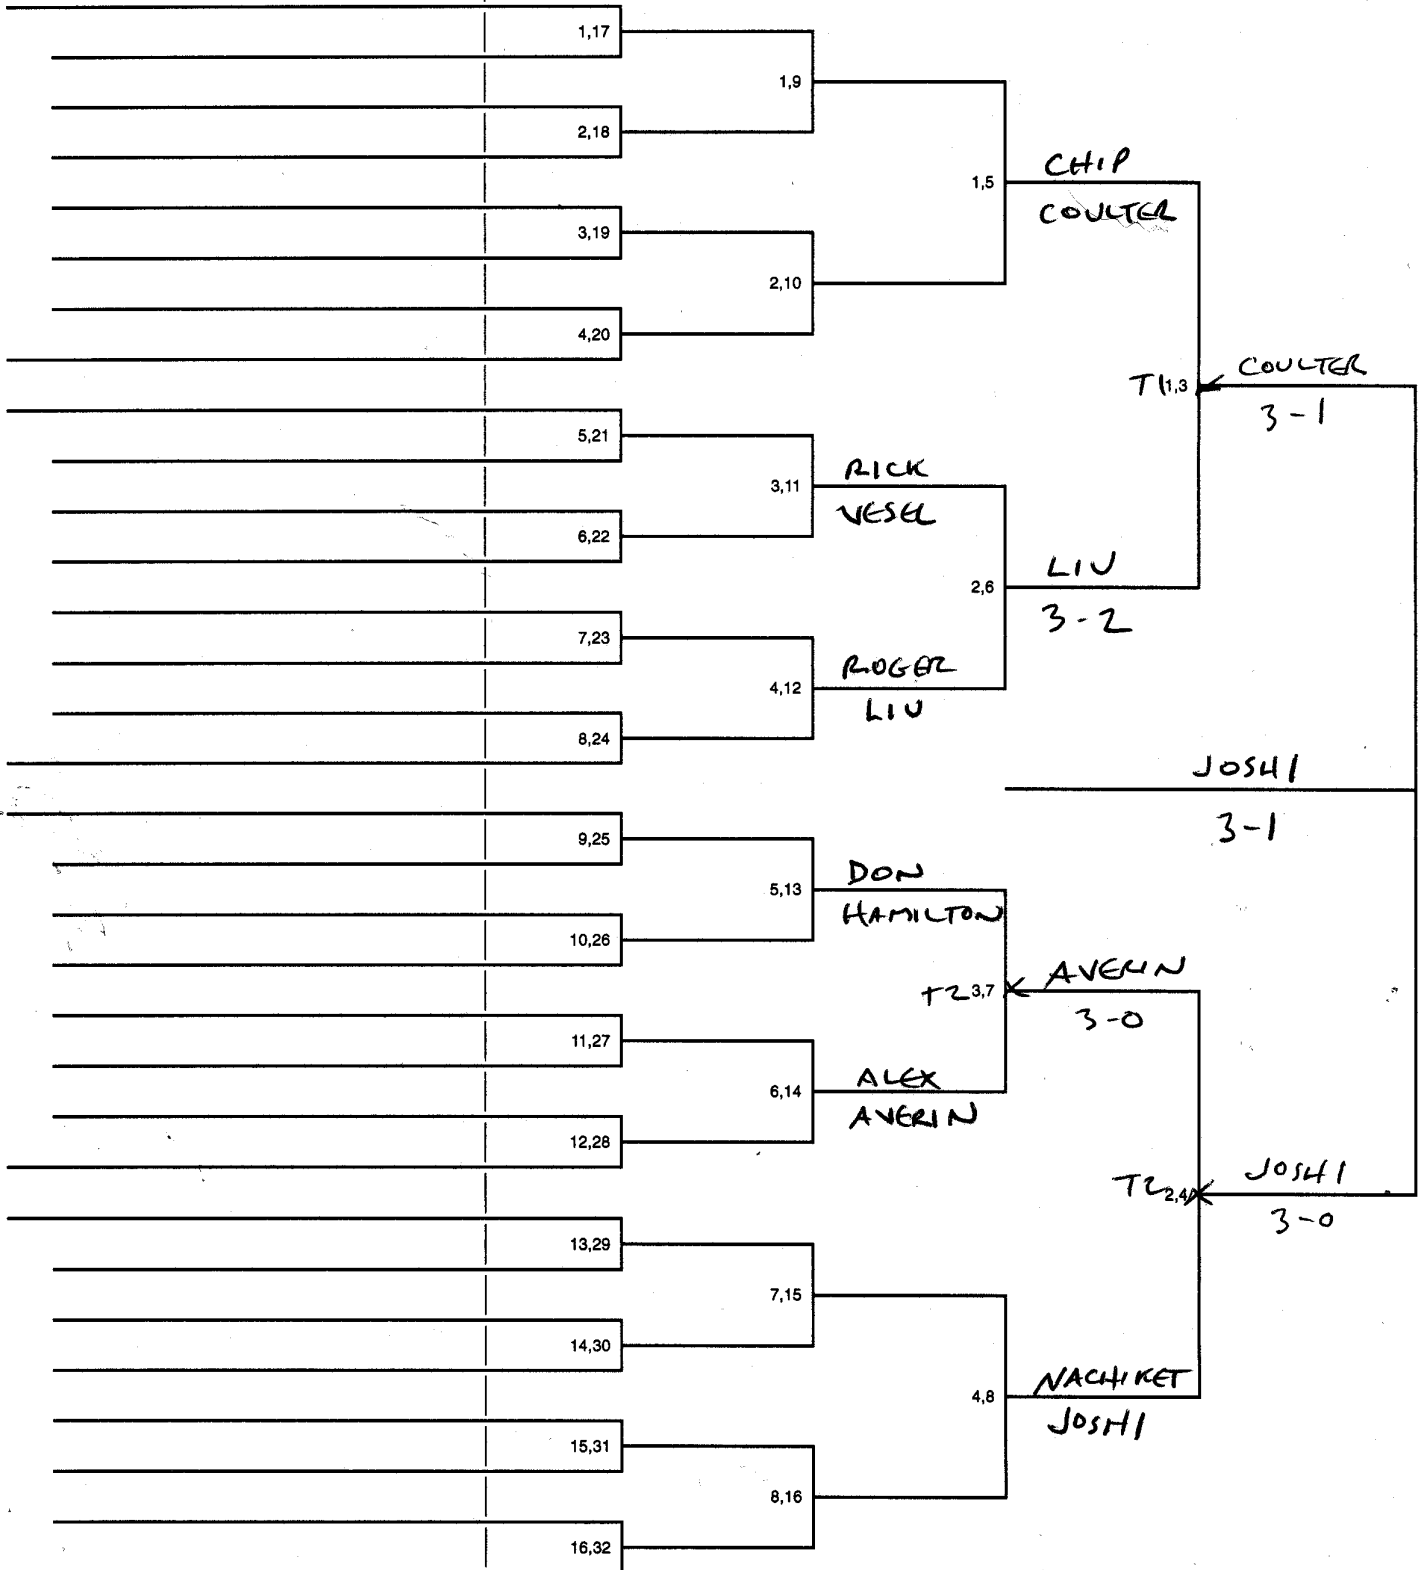 1,17
1,9
2,18
CHIP
1,5
COULTER
3,19
2,10
4,20
COULTER
T1 1,3
3-1
5,21
RICK
3,11
VESEL
6,22
LIU
2,6
3-2
7,23
ROGER
4,12
LIU
8,24
JOSHI
3-1
9,25
DON
5,13
HAMILTON
10,26
AVERIN
T2 3,7
3-0
11,27
ALEX
6,14
AVERIN
12,28
JOSHI
T2 2,4
3-0
13,29
7,15
14,30
NACHIKET
4,8
JOSHI
15,31
8,16
16,32